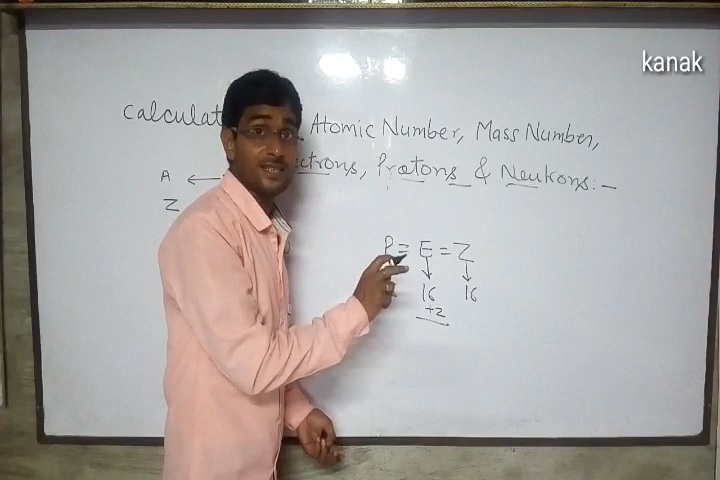 kanak
Calculat Atomic Number, Mass Number,
ctrons, Protons & Neutrons:-
A ←
Z
P = E = Z
↓ ↓
16 16
+2